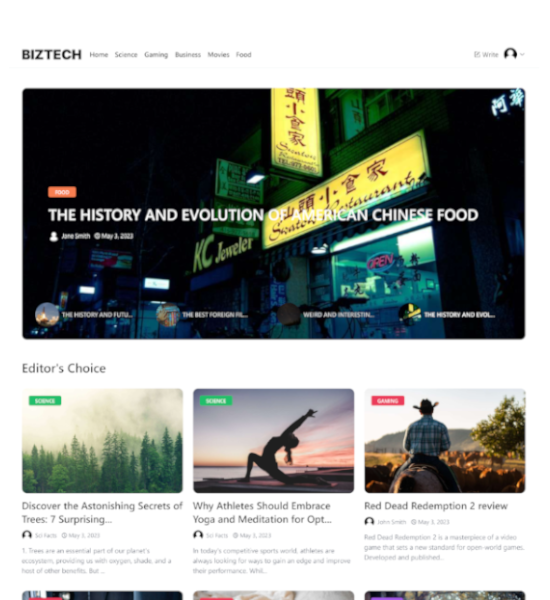 BIZTECH Home Science Gaming Business Movies Food Write
小食家
小食家
Restaurant
KC Jeweler
OPEN
FOOD
THE HISTORY AND EVOLUTION OF AMERICAN CHINESE FOOD
Jane Smith May 3, 2023
THE HISTORY AND FUTU... THE BEST FOREIGN FIL... WEIRD AND INTERESTIN... THE HISTORY AND EVOL...
Editor's Choice
SCIENCE
Discover the Astonishing Secrets of
Trees: 7 Surprising...
Sci Facts May 3, 2023
1. Trees are an essential part of our planet's
ecosystem, providing us with oxygen, shade, and a
host of other benefits. But ...
SCIENCE
Why Athletes Should Embrace
Yoga and Meditation for Opt...
Sci Facts May 3, 2023
In today's competitive sports world, athletes are
always looking for ways to gain an edge and improve
their performance. Whil...
GAMING
Red Dead Redemption 2 review
John Smith May 3, 2023
Red Dead Redemption 2 is a masterpiece of a video
game that sets a new standard for open-world games.
Developed and published...